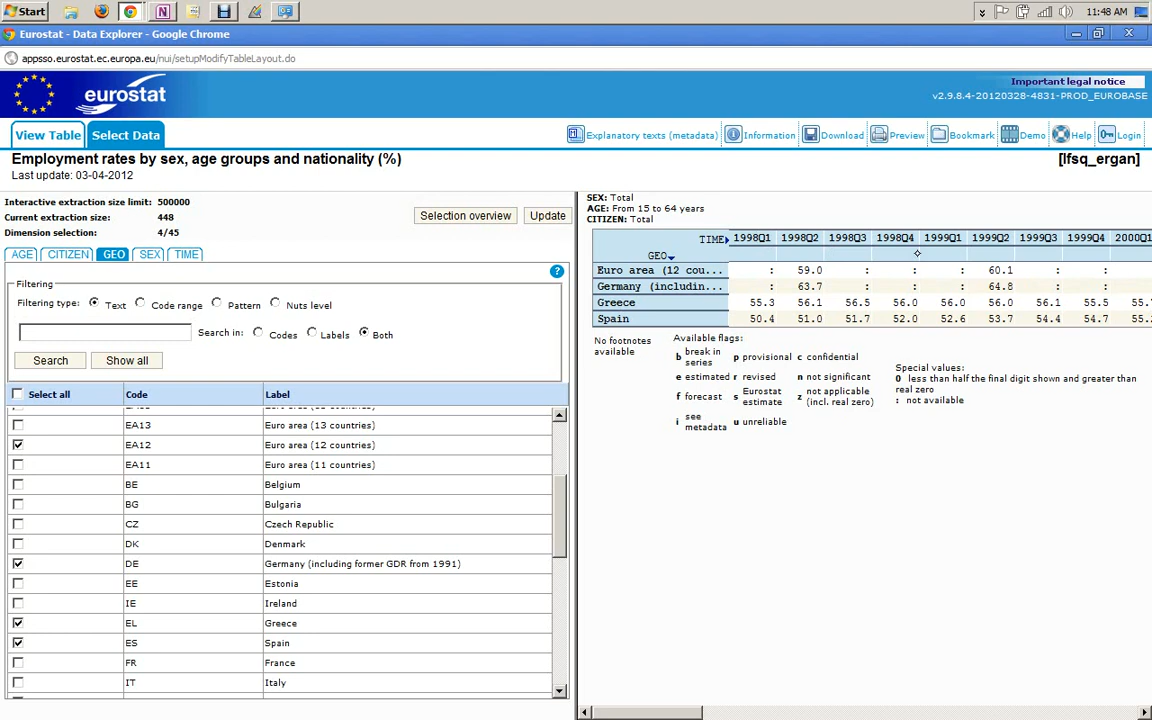 Start
11:48 AM
Eurostat - Data Explorer - Google Chrome
appsso.eurostat.ec.europa.eu/nui/setupModifyTableLayout.do
eurostat
Important legal notice
v2.9.8.4-20120328-4831-PROD_EUROBASE
View Table Select Data
Explanatory texts (metadata) Information Download Preview Bookmark Demo Help Login
Employment rates by sex, age groups and nationality (%)
[lfsq_ergan]
Last update: 03-04-2012
Interactive extraction size limit: 500000
Current extraction size: 448
Dimension selection: 4/45
Selection overview Update
AGE CITIZEN GEO SEX TIME
?
Filtering
Filtering type: Text Code range Pattern Nuts level
Search in: Codes Labels Both
Search Show all
Select all Code Label
EA13 Euro area (13 countries)
EA12 Euro area (12 countries)
EA11 Euro area (11 countries)
BE Belgium
BG Bulgaria
CZ Czech Republic
DK Denmark
DE Germany (including former GDR from 1991)
EE Estonia
IE Ireland
EL Greece
ES Spain
FR France
IT Italy
SEX: Total
AGE: From 15 to 64 years
CITIZEN: Total
TIME 1998Q1 1998Q2 1998Q3 1998Q4 1999Q1 1999Q2 1999Q3 1999Q4 2000Q1
GEO
Euro area (12 cou... : 59.0 : : : 60.1 : :
Germany (includin... : 63.7 : : : 64.8 : :
Greece 55.3 56.1 56.5 56.0 56.0 56.0 56.1 55.5 55.
Spain 50.4 51.0 51.7 52.0 52.6 53.7 54.4 54.7 55.
No footnotes available
Available flags:
b break in series p provisional c confidential
e estimated r revised n not significant
f forecast s Eurostat estimate z not applicable (incl. real zero)
i see metadata u unreliable
Special values:
0 less than half the final digit shown and greater than real zero
: not available